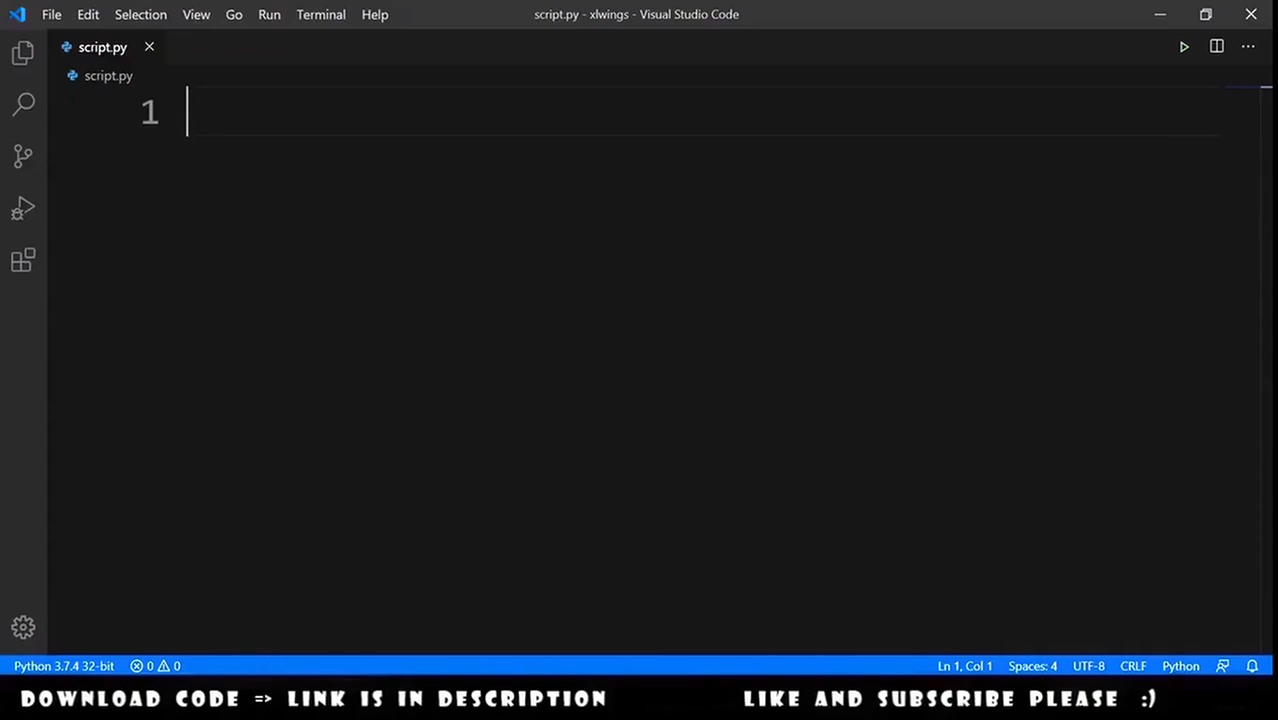 File Edit Selection View Go Run Terminal Help script.py - xlwings - Visual Studio Code
script.py
script.py
1
Python 3.7.4 32-bit 0 0 Ln 1, Col 1 Spaces: 4 UTF-8 CRLF Python
DOWNLOAD CODE => LINK IS IN DESCRIPTION LIKE AND SUBSCRIBE PLEASE :)